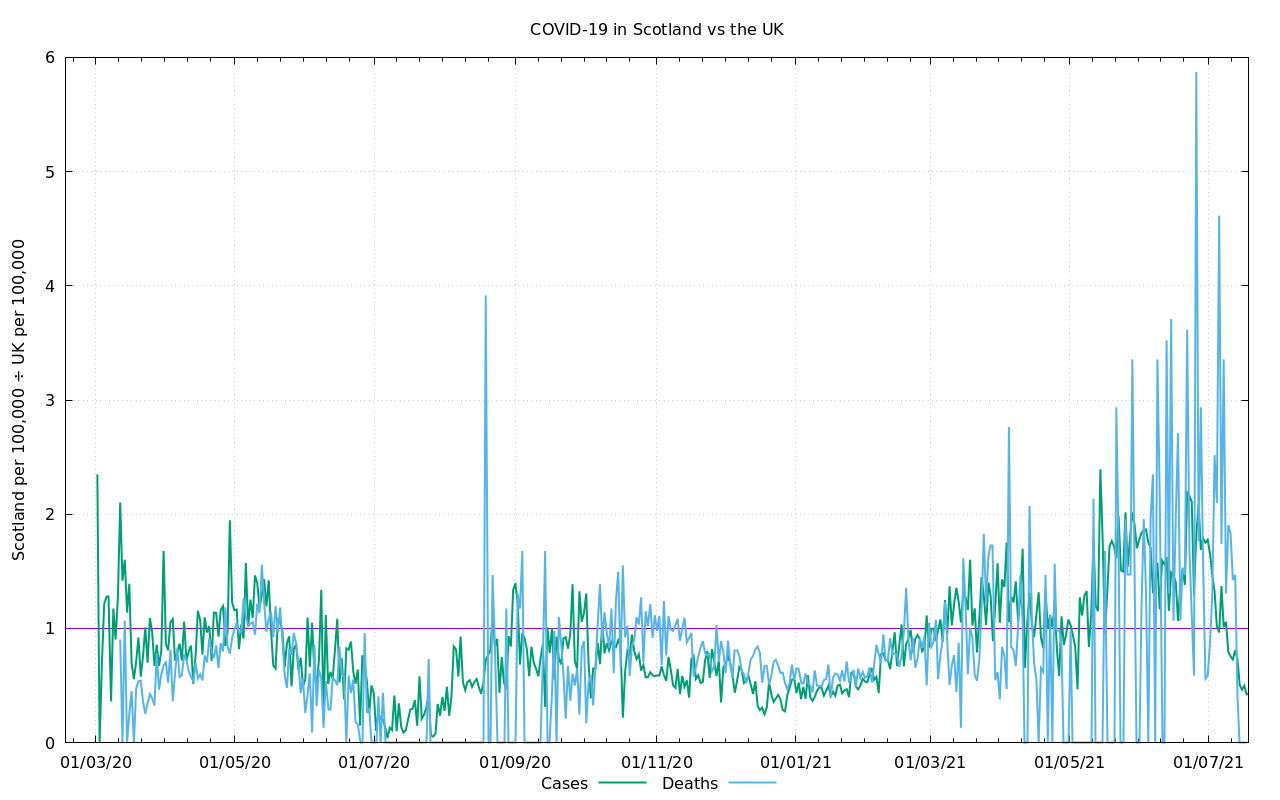 COVID-19 in Scotland vs the UK
Scotland per 100,000 ÷ UK per 100,000
6
5
4
3
2
1
0
01/03/20 01/05/20 01/07/20 01/09/20 01/11/20 01/01/21 01/03/21 01/05/21 01/07/21
Cases Deaths